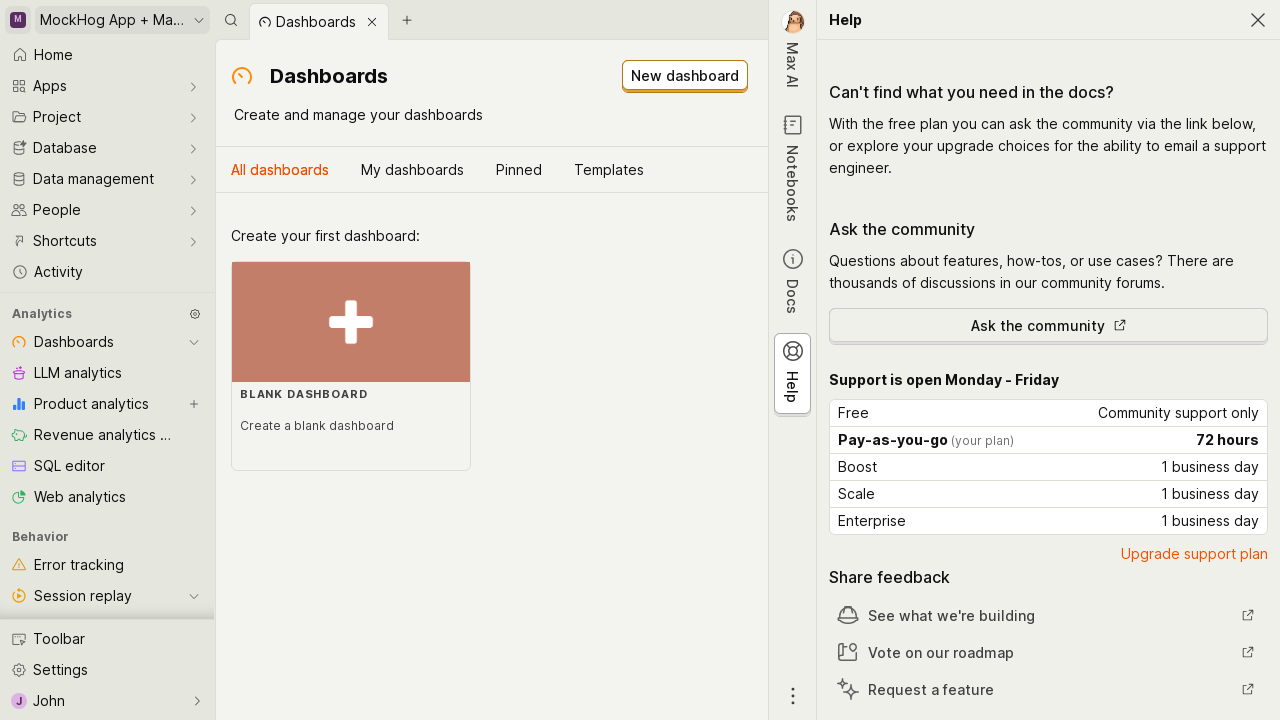 M
MockHog App + Ma...
Home
Apps
Project
Database
Data management
People
Shortcuts
Activity
Analytics
Dashboards
LLM analytics
Product analytics
Revenue analytics ...
SQL editor
Web analytics
Behavior
Error tracking
Session replay
Toolbar
Settings
J John
Dashboards
Dashboards
New dashboard
Create and manage your dashboards
All dashboards
My dashboards
Pinned
Templates
Create your first dashboard:
BLANK DASHBOARD
Create a blank dashboard
Max AI
Notebooks
Docs
Help
Help
Can't find what you need in the docs?
With the free plan you can ask the community via the link below,
or explore your upgrade choices for the ability to email a support
engineer.
Ask the community
Questions about features, how-tos, or use cases? There are
thousands of discussions in our community forums.
Ask the community
Support is open Monday - Friday
Free Community support only
Pay-as-you-go (your plan) 72 hours
Boost 1 business day
Scale 1 business day
Enterprise 1 business day
Upgrade support plan
Share feedback
See what we're building
Vote on our roadmap
Request a feature